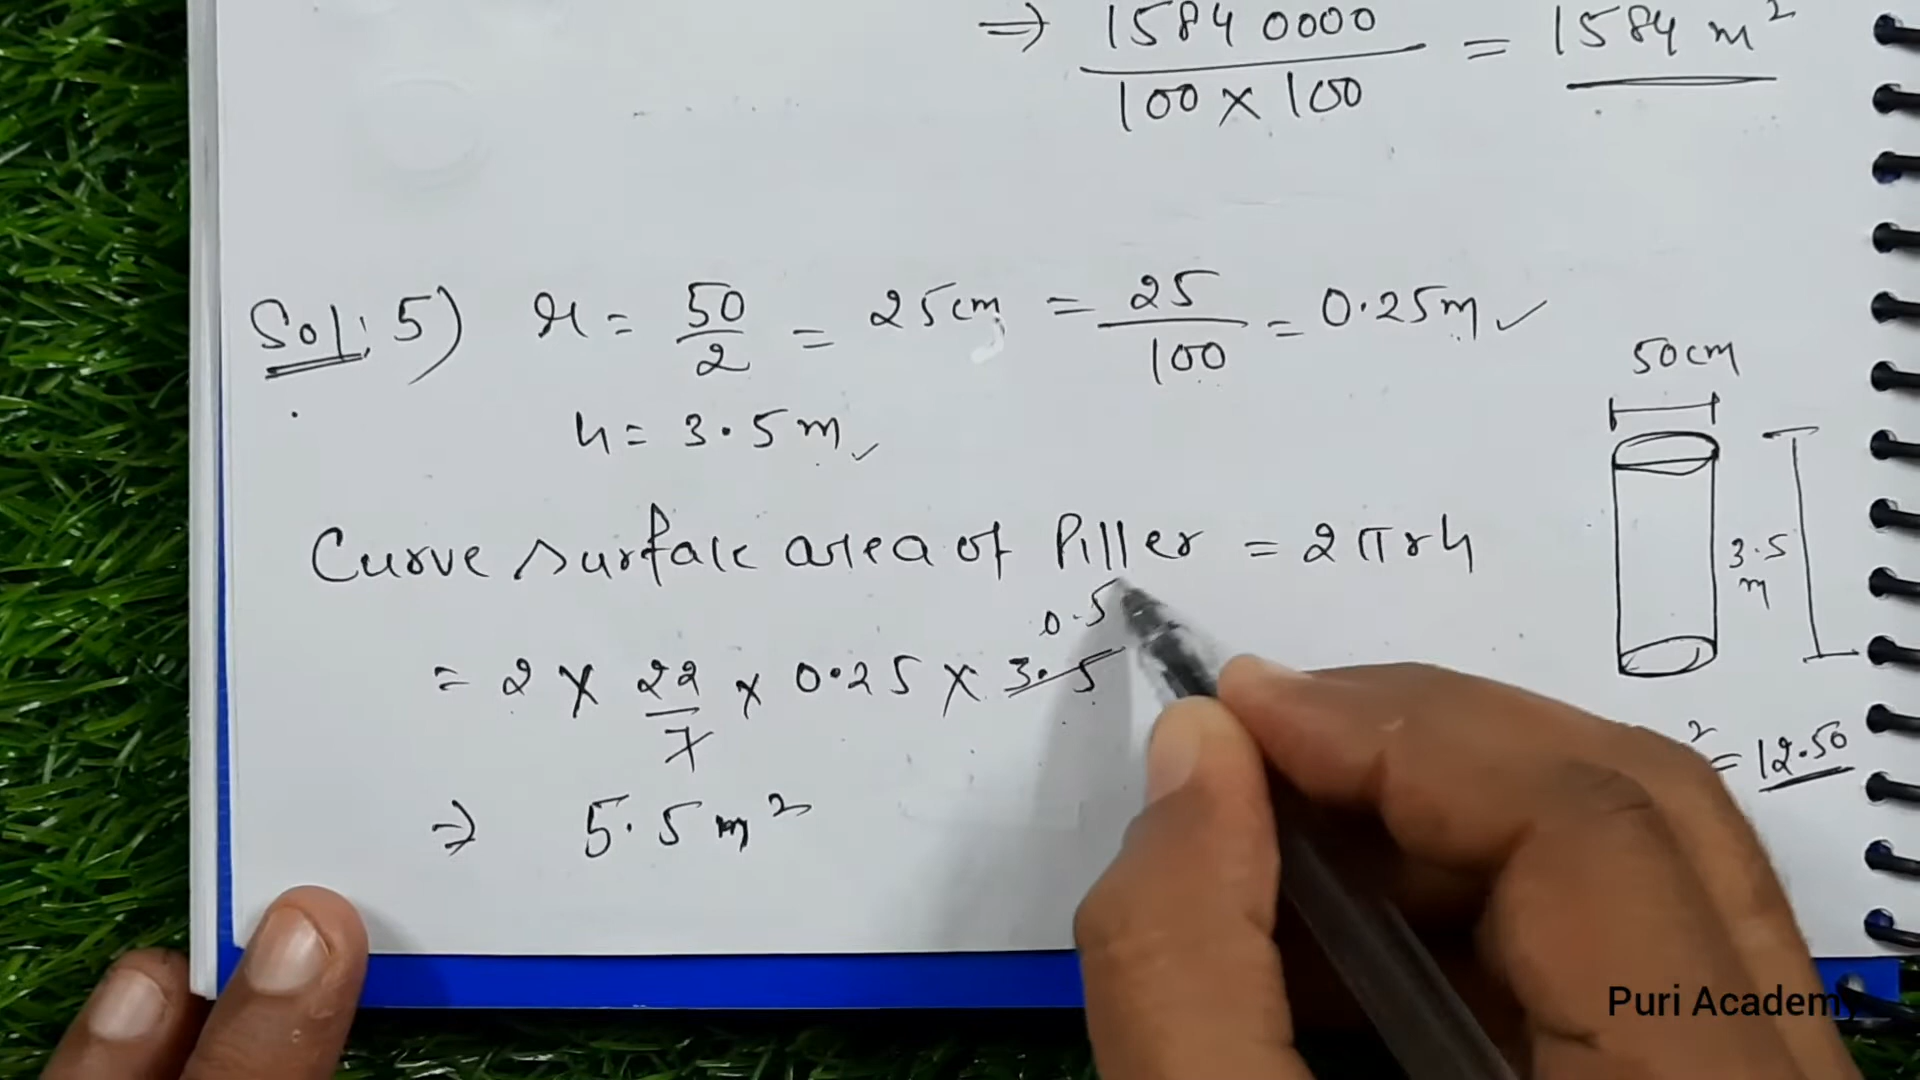 ⇒ 15840000 / 100 × 100 = 1584 m²
Sol: 5) r = 50/2 = 25cm = 25/100 = 0.25m ✓
h = 3.5m ✓
50cm
3.5
m
Curve surface area of Piller = 2πrh
0.5
= 2 × 22/7 × 0.25 × 3.5
² = 12.50
⇒ 5.5 m²
Puri Academy